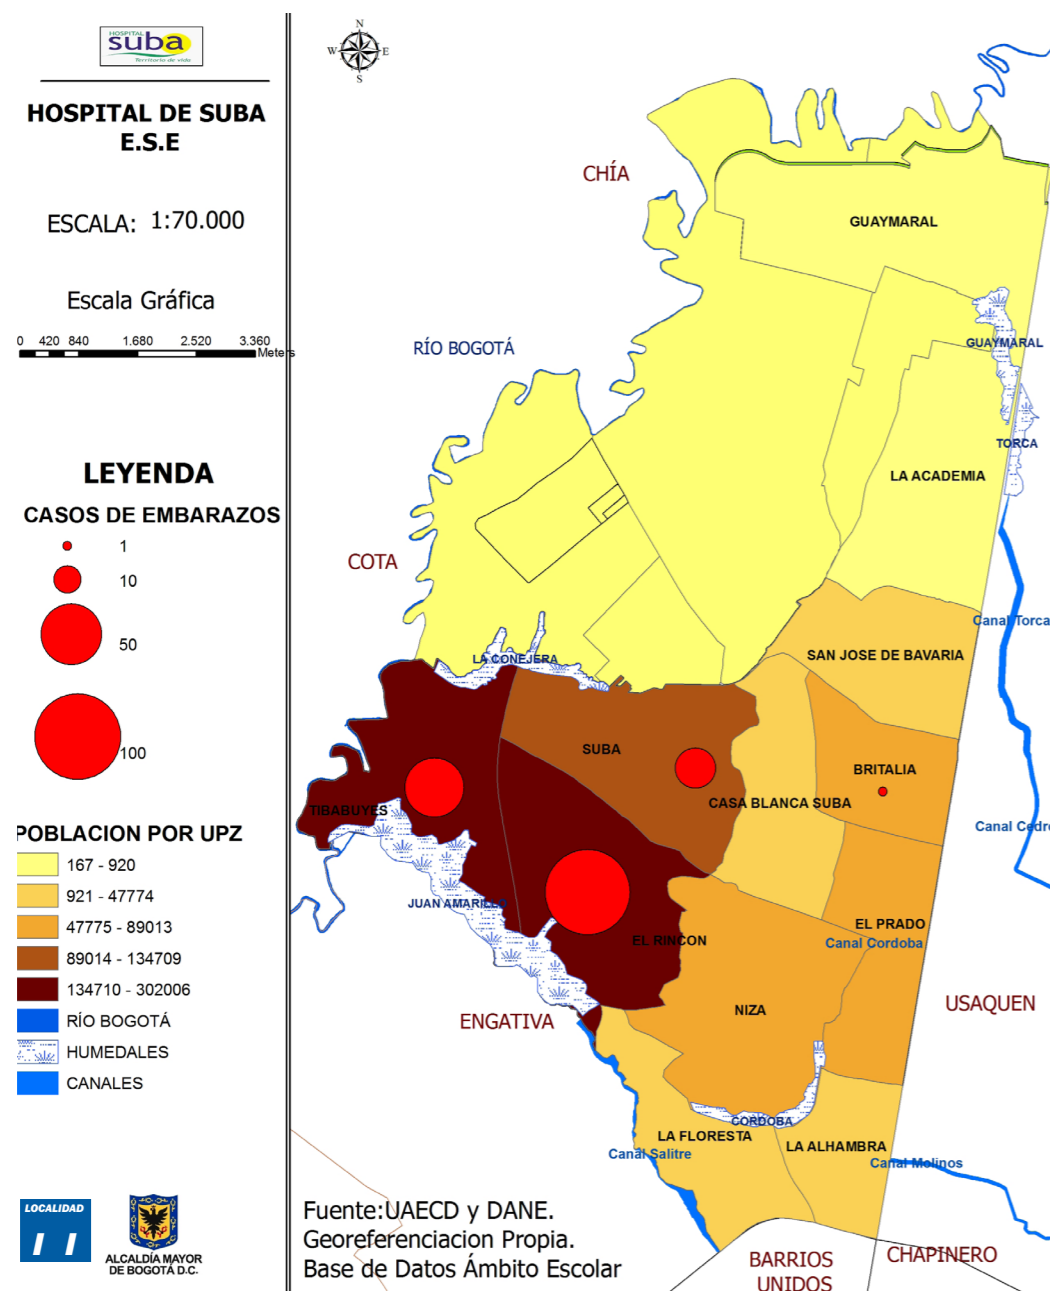 HOSPITAL
suba
Territorio de vida
HOSPITAL DE SUBA
E.S.E
ESCALA: 1:70.000
Escala Gráfica
0 420 840 1.680 2.520 3.360
Meters
LEYENDA
CASOS DE EMBARAZOS
1
10
50
100
POBLACION POR UPZ
167 - 920
921 - 47774
47775 - 89013
89014 - 134709
134710 - 302006
RÍO BOGOTÁ
HUMEDALES
CANALES
LOCALIDAD
11
ALCALDÍA MAYOR
DE BOGOTÁ D.C.
N
W E
S
CHÍA
GUAYMARAL
GUAYMARAL
RÍO BOGOTÁ
TORCA
LA ACADEMIA
COTA
Canal Torca
LA CONEJERA
SAN JOSE DE BAVARIA
SUBA
BRITALIA
CASA BLANCA SUBA
TIBABUYES
Canal Cedro
JUAN AMARILLO
EL PRADO
EL RINCON
Canal Cordoba
USAQUEN
NIZA
ENGATIVA
CORDOBA
LA FLORESTA
LA ALHAMBRA
Canal Salitre
Canal Molinos
Fuente:UAECD y DANE.
Georeferenciacion Propia.
Base de Datos Ámbito Escolar
BARRIOS
UNIDOS
CHAPINERO